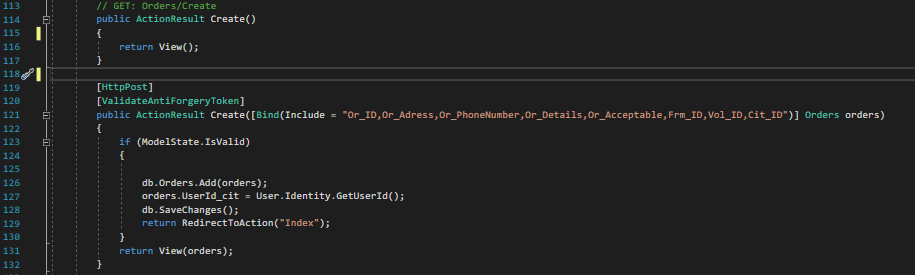 113 // GET: Orders/Create
114 public ActionResult Create()
115 {
116 return View();
117 }
118
119 [HttpPost]
120 [ValidateAntiForgeryToken]
121 public ActionResult Create([Bind(Include = "Or_ID,Or_Adress,Or_PhoneNumber,Or_Details,Or_Acceptable,Frm_ID,Vol_ID,Cit_ID")] Orders orders)
122 {
123 if (ModelState.IsValid)
124 {
125
126 db.Orders.Add(orders);
127 orders.UserId_cit = User.Identity.GetUserId();
128 db.SaveChanges();
129 return RedirectToAction("Index");
130 }
131 return View(orders);
132 }